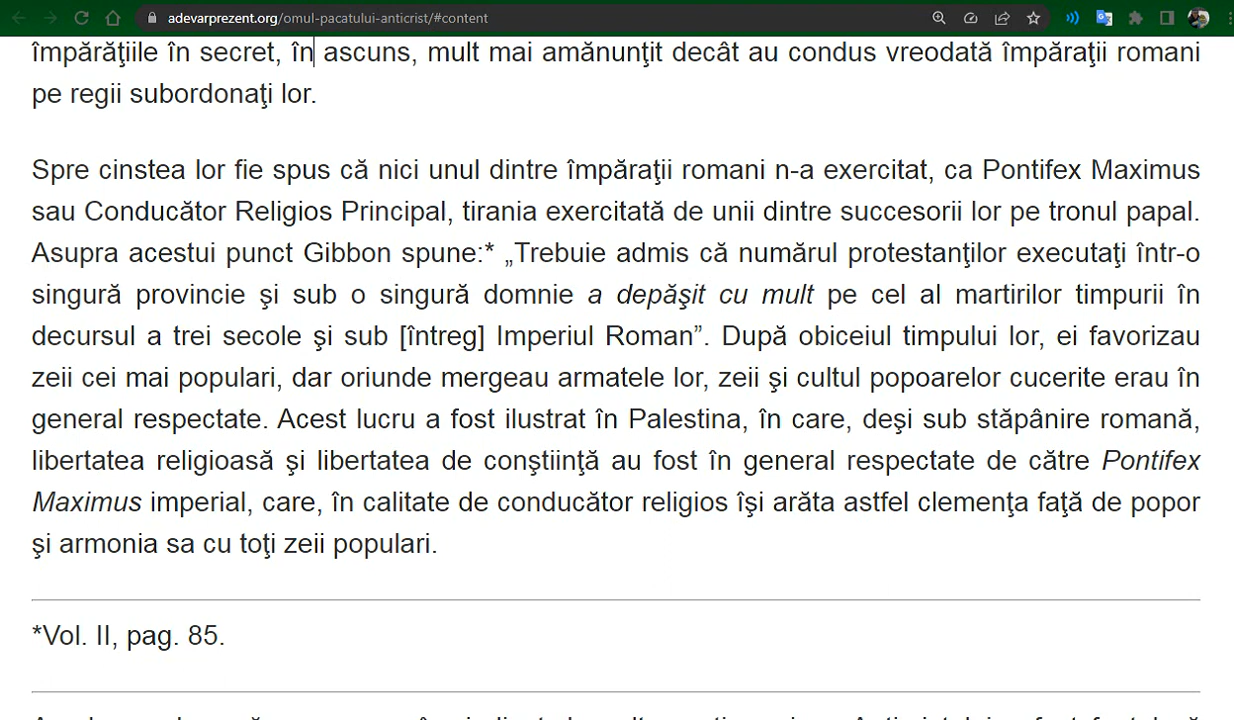 adevarprezent.org/omul-pacatului-anticrist/#content
împărăţiile în secret, în ascuns, mult mai amănunţit decât au condus vreodată împăraţii romani
pe regii subordonaţi lor.
Spre cinstea lor fie spus că nici unul dintre împăraţii romani n-a exercitat, ca Pontifex Maximus
sau Conducător Religios Principal, tirania exercitată de unii dintre succesorii lor pe tronul papal.
Asupra acestui punct Gibbon spune:* „Trebuie admis că numărul protestanţilor executaţi într-o
singură provincie şi sub o singură domnie a depăşit cu mult pe cel al martirilor timpurii în
decursul a trei secole şi sub [întreg] Imperiul Roman”. După obiceiul timpului lor, ei favorizau
zeii cei mai populari, dar oriunde mergeau armatele lor, zeii şi cultul popoarelor cucerite erau în
general respectate. Acest lucru a fost ilustrat în Palestina, în care, deşi sub stăpânire romană,
libertatea religioasă şi libertatea de conştiinţă au fost în general respectate de către Pontifex
Maximus imperial, care, în calitate de conducător religios îşi arăta astfel clemenţa faţă de popor
şi armonia sa cu toţi zeii populari.
*Vol. II, pag. 85.